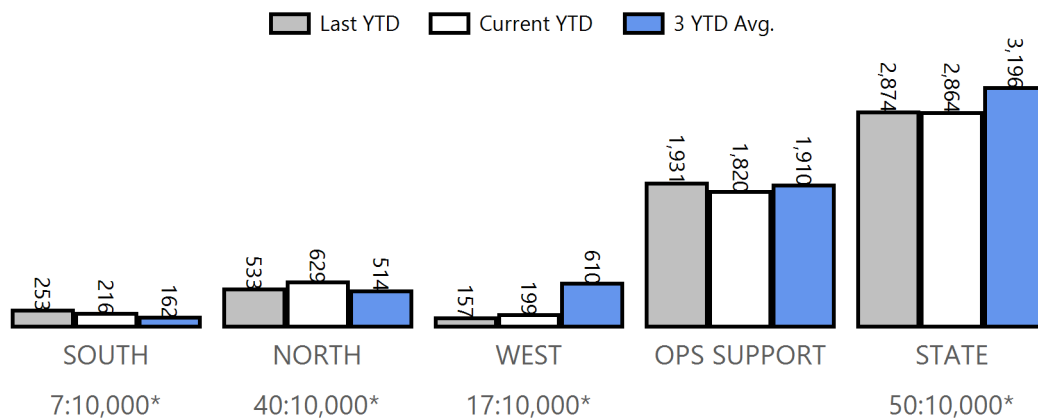 Last YTD Current YTD 3 YTD Avg.
253 216 162 533 629 514 157 199 610 1,931 1,820 1,910 2,874 2,864 3,196
SOUTH NORTH WEST OPS SUPPORT STATE
7:10,000* 40:10,000* 17:10,000* 50:10,000*